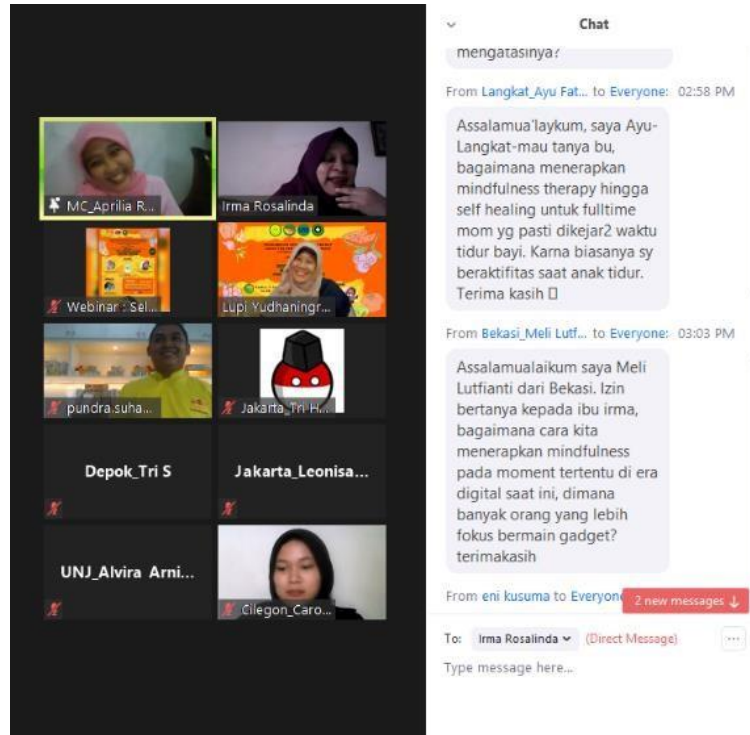 MC_Aprilia R...
Irma Rosalinda
Webinar : Sel...
Lupi Yudhaningr...
pundra.suha...
Jakarta_Tri H...
Depok_Tri S
Jakarta_Leonisa...
UNJ_Alvira Arni...
Cilegon_Caro...
Chat
mengatasinya?
From Langkat_Ayu Fat... to Everyone: 02:58 PM
Assalamua'laykum, saya Ayu-
Langkat-mau tanya bu,
bagaimana menerapkan
mindfulness therapy hingga
self healing untuk fulltime
mom yg pasti dikejar2 waktu
tidur bayi. Karna biasanya sy
beraktifitas saat anak tidur.
Terima kasih
From Bekasi_Meli Lutf... to Everyone: 03:03 PM
Assalamualaikum saya Meli
Lutfianti dari Bekasi. Izin
bertanya kepada ibu irma,
bagaimana cara kita
menerapkan mindfulness
pada moment tertentu di era
digital saat ini, dimana
banyak orang yang lebih
fokus bermain gadget?
terimakasih
From eni kusuma to Everyon
2 new messages ↓
To: Irma Rosalinda (Direct Message)
Type message here...